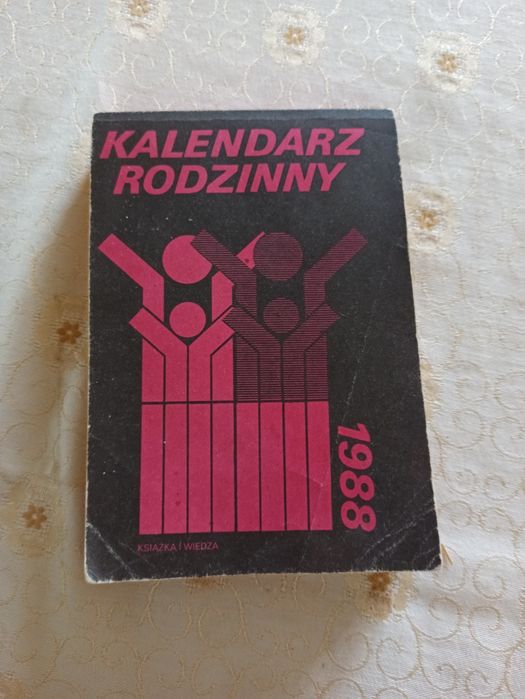 KALENDARZ
RODZINNY
1988
KSIĄŻKA I WIEDZA